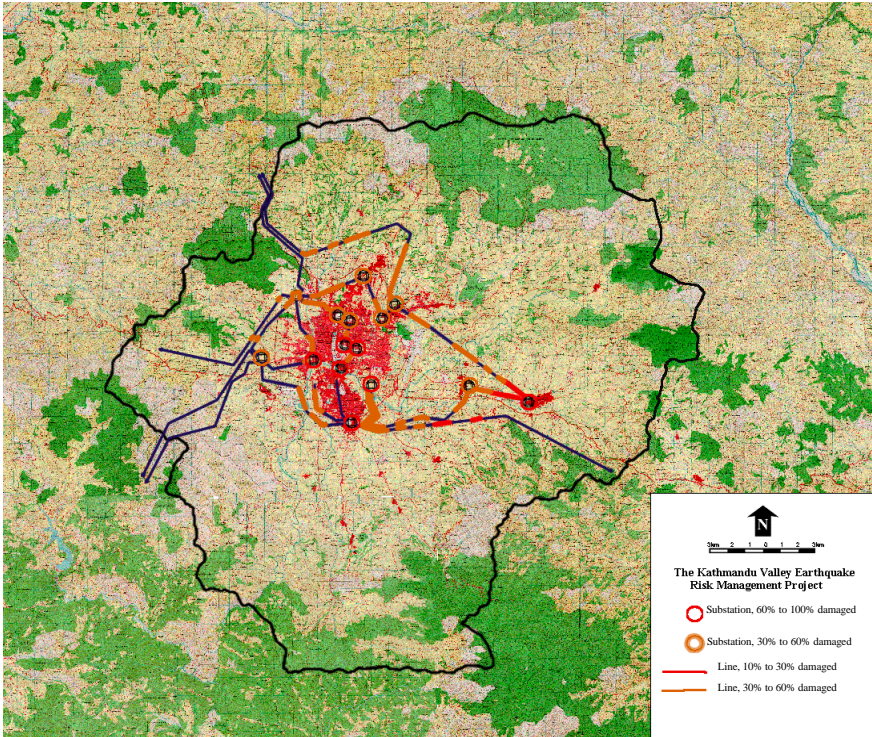 N
3km 2 1 0 1 2 3km
The Kathmandu Valley Earthquake
Risk Management Project
Substation, 60% to 100% damaged
Substation, 30% to 60% damaged
Line, 10% to 30% damaged
Line, 30% to 60% damaged